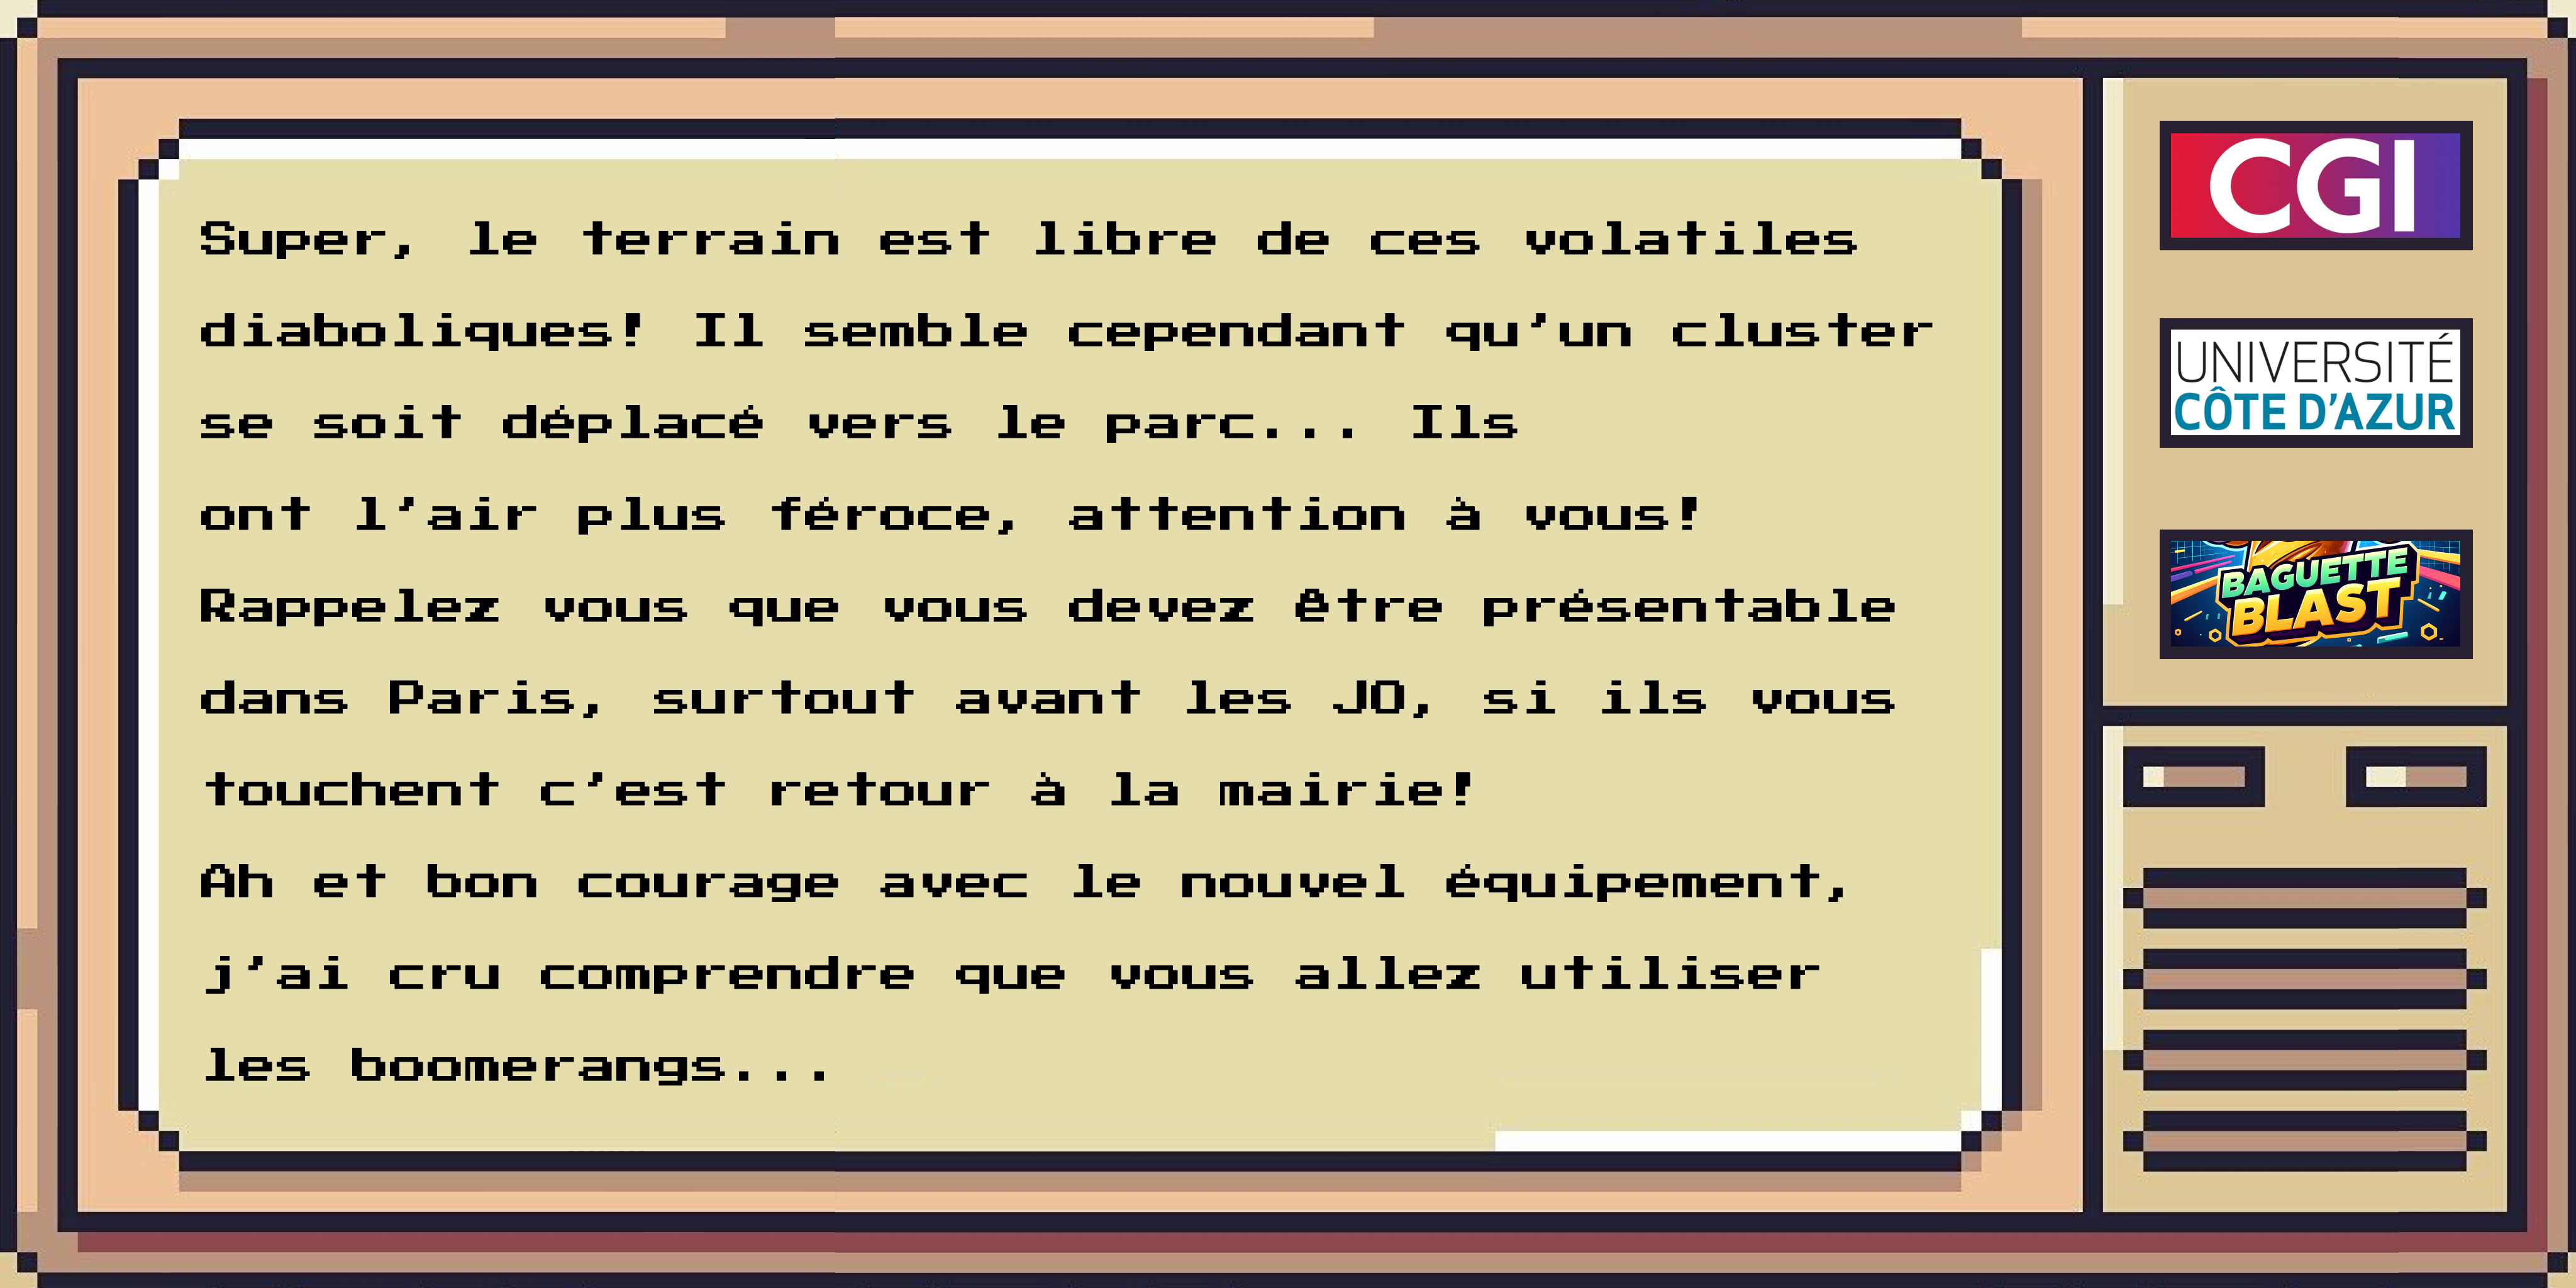 Super, le terrain est libre de ces volatiles
diaboliques! Il semble cependant qu'un cluster
se soit déplacé vers le parc... Ils
ont l'air plus féroce, attention à vous!
Rappelez vous que vous devez être présentable
dans Paris, surtout avant les JO, si ils vous
touchent c'est retour à la mairie!
Ah et bon courage avec le nouvel équipement,
j'ai cru comprendre que vous allez utiliser
les boomerangs...
CGI
UNIVERSITÉ
CÔTE D'AZUR
BAGUETTE
BLAST